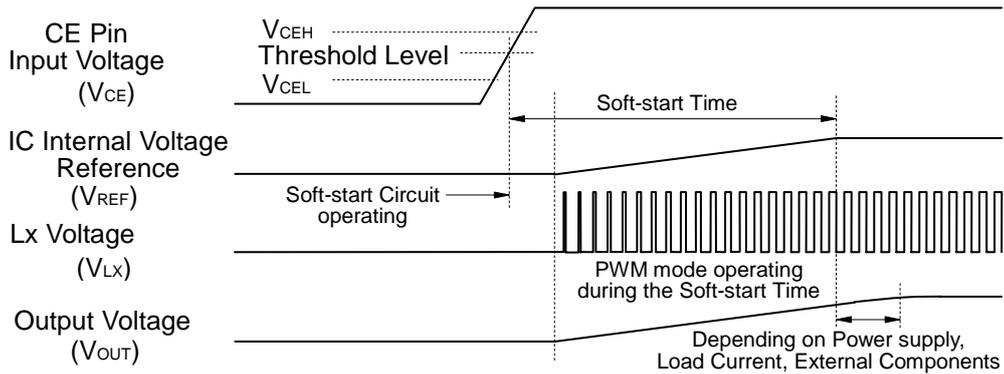 CE Pin
Input Voltage
(VCE)
VCEH
Threshold Level
VCEL
Soft-start Time
IC Internal Voltage
Reference
(VREF)
Soft-start Circuit
operating
Lx Voltage
(VLX)
PWM mode operating
during the Soft-start Time
Output Voltage
(VOUT)
Depending on Power supply,
Load Current, External Components